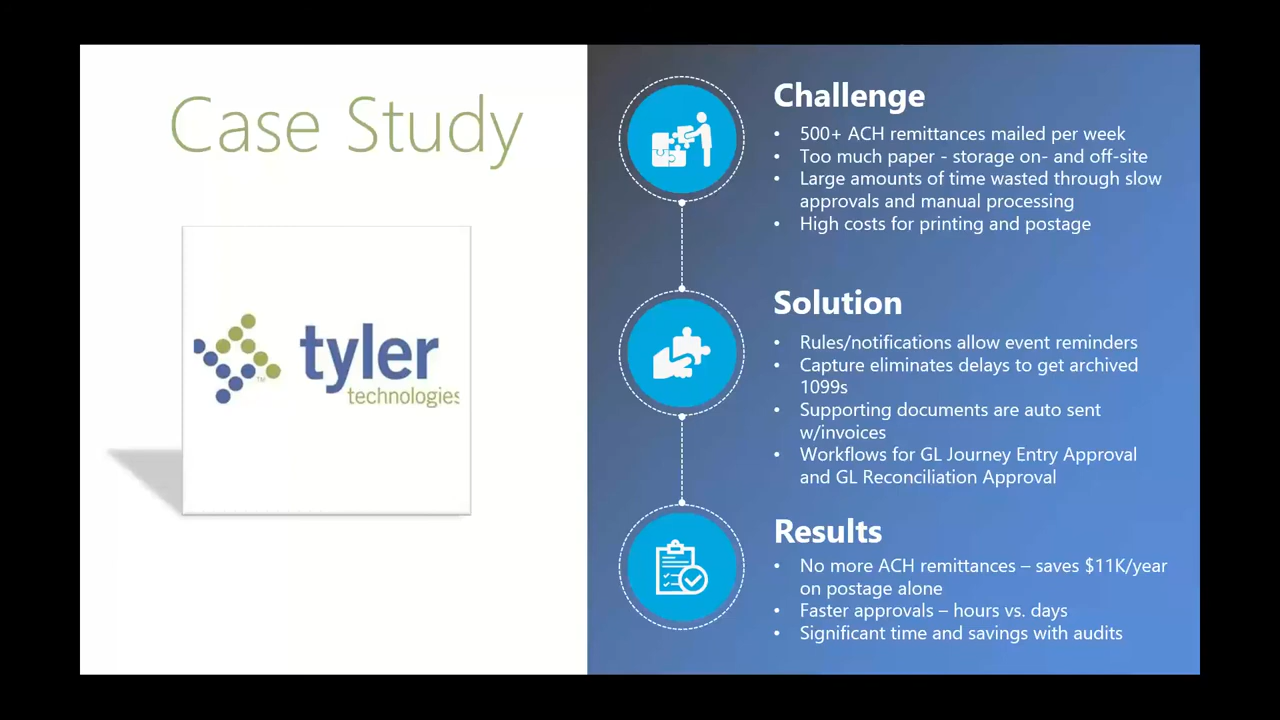 Case Study
tyler
technologies
TM
Challenge
• 500+ ACH remittances mailed per week
• Too much paper - storage on- and off-site
• Large amounts of time wasted through slow
approvals and manual processing
• High costs for printing and postage
Solution
• Rules/notifications allow event reminders
• Capture eliminates delays to get archived
1099s
• Supporting documents are auto sent
w/invoices
• Workflows for GL Journey Entry Approval
and GL Reconciliation Approval
Results
• No more ACH remittances – saves $11K/year
on postage alone
• Faster approvals – hours vs. days
• Significant time and savings with audits